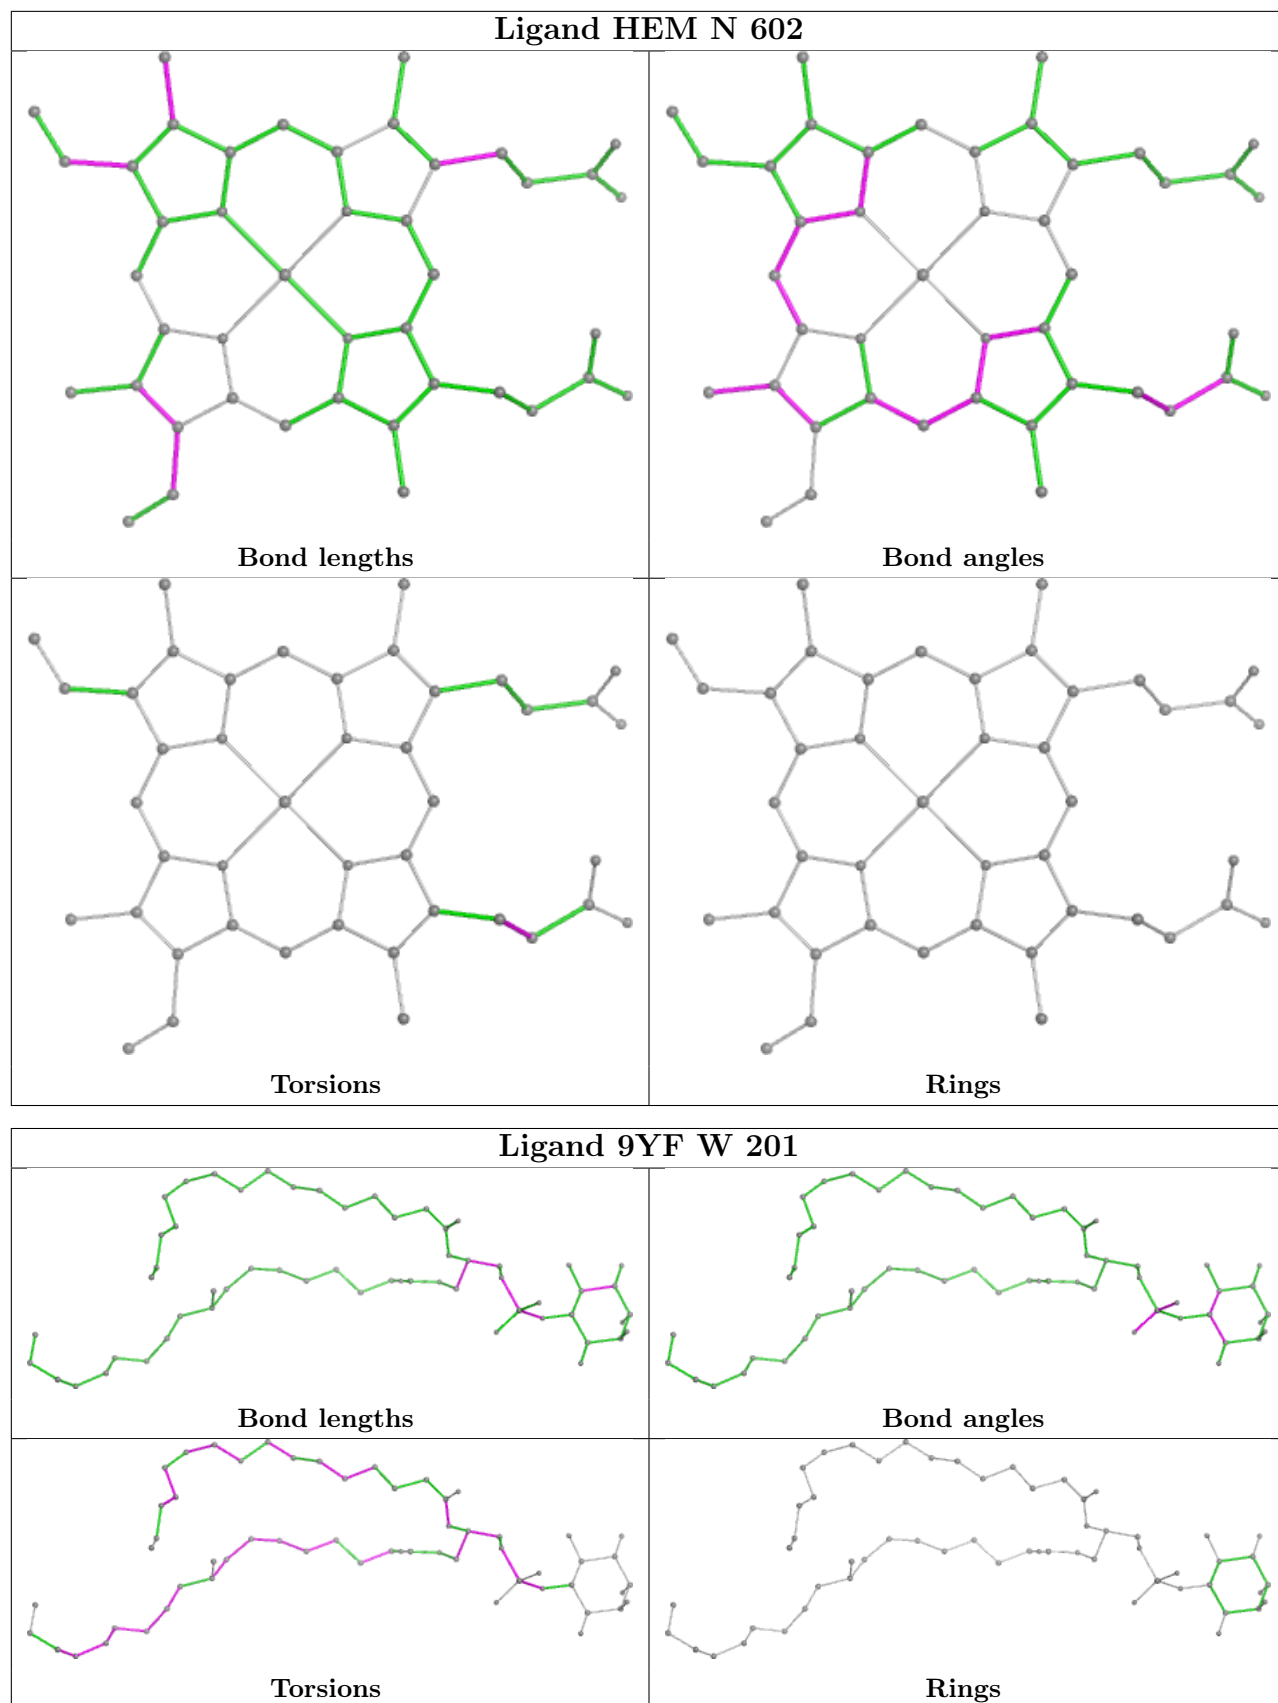 Ligand HEM N 602
Bond lengths
Bond angles
Torsions
Rings
Ligand 9YF W 201
Bond lengths
Bond angles
Torsions
Rings